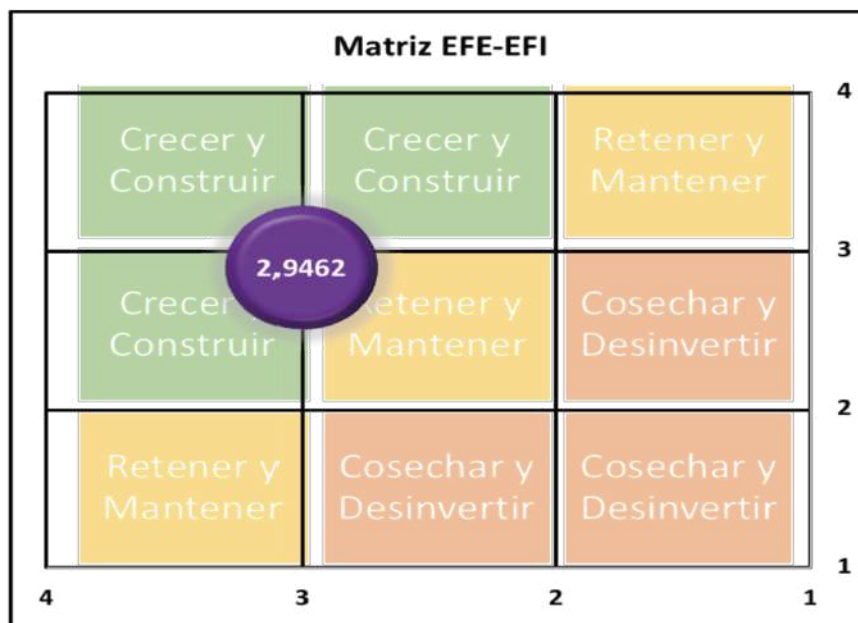 Matriz EFE-EFI
4
Crecer y
Construir
Crecer y
Construir
Retener y
Mantener
3
2,9462
Crecer
Construir
Retener y
Mantener
Cosechar y
Desinvertir
2
Retener y
Mantener
Cosechar y
Desinvertir
Cosechar y
Desinvertir
1
4
3
2
1